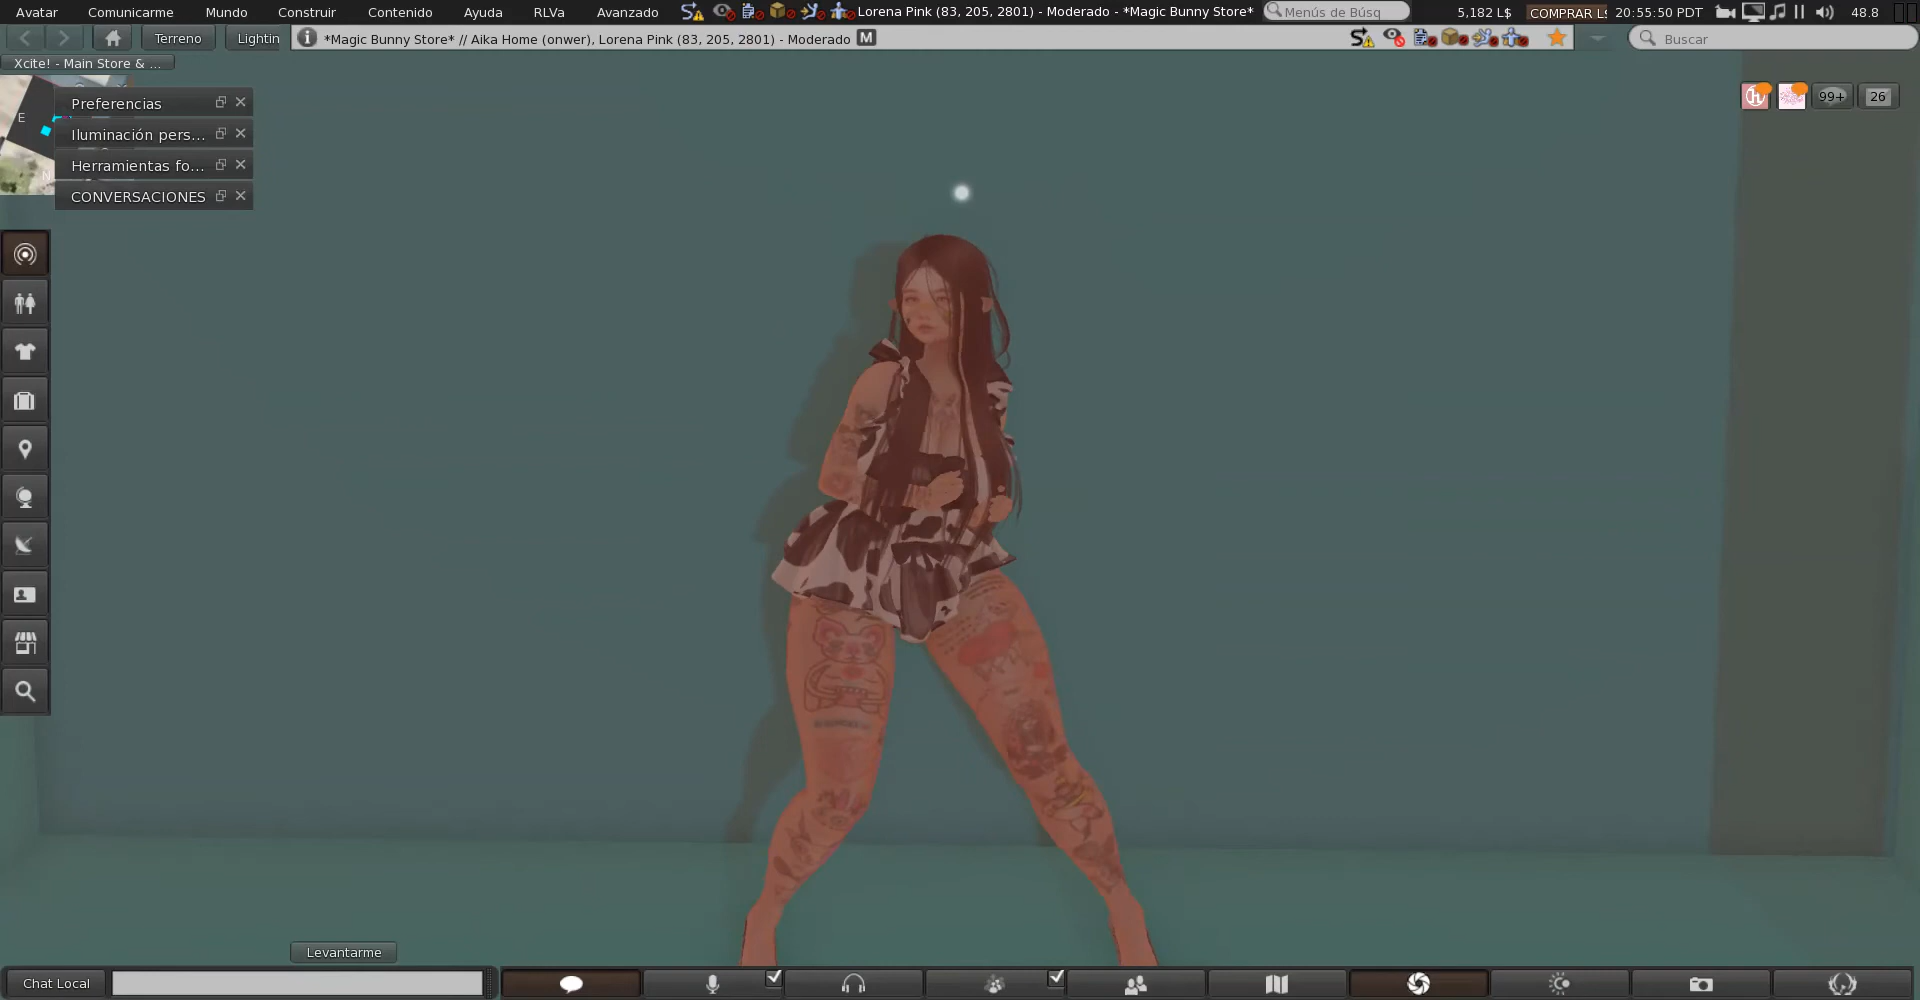 Avatar Comunicarme Mundo Construir Contenido Ayuda RLVa Avanzado Lorena Pink (83, 205, 2801) - Moderado - *Magic Bunny Store* Menús de Búsq 5,182 L$ COMPRAR L$ 20:55:50 PDT 48.8
Terreno Lightin *Magic Bunny Store* // Aika Home (onwer), Lorena Pink (83, 205, 2801) - Moderado M Buscar
Xcite! - Main Store & ...
Preferencias
99+ 26
E
Iluminación pers...
Herramientas fo...
N
CONVERSACIONES
Levantarme
Chat Local